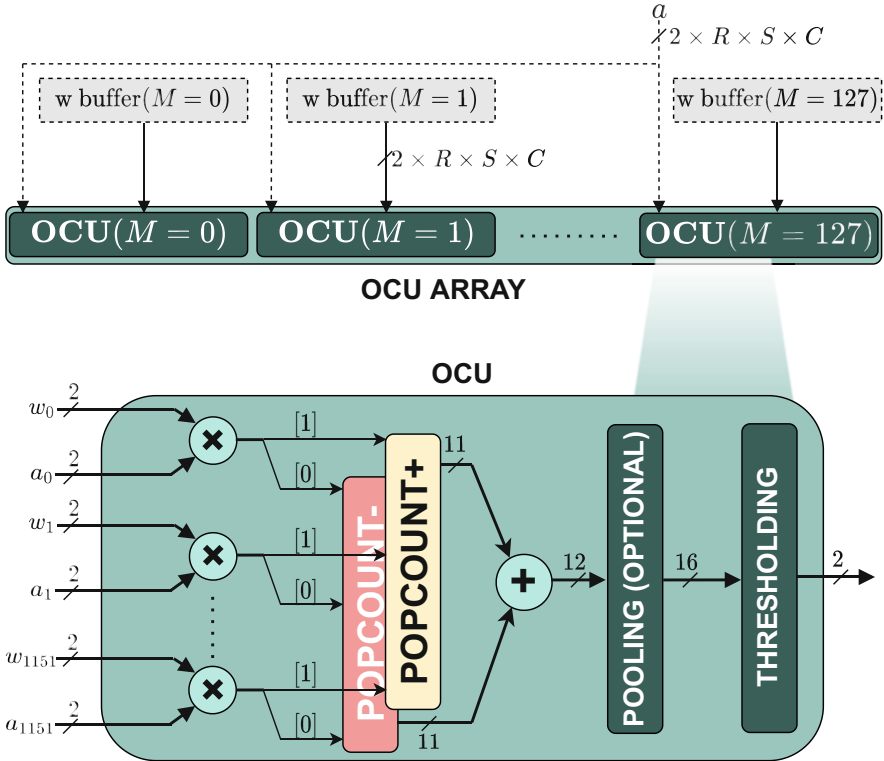 a
2 × R × S × C
w buffer(M = 0)
w buffer(M = 1)
w buffer(M = 127)
2 × R × S × C
OCU(M = 0)
OCU(M = 1)
.........
OCU(M = 127)
OCU ARRAY
OCU
w0
2
a0
2
w1
2
a1
2
w1151
2
a1151
2
×
[1]
[0]
×
[1]
[0]
×
[1]
[0]
POPCOUNT-
POPCOUNT+
11
11
+
12
POOLING (OPTIONAL)
16
THRESHOLDING
2